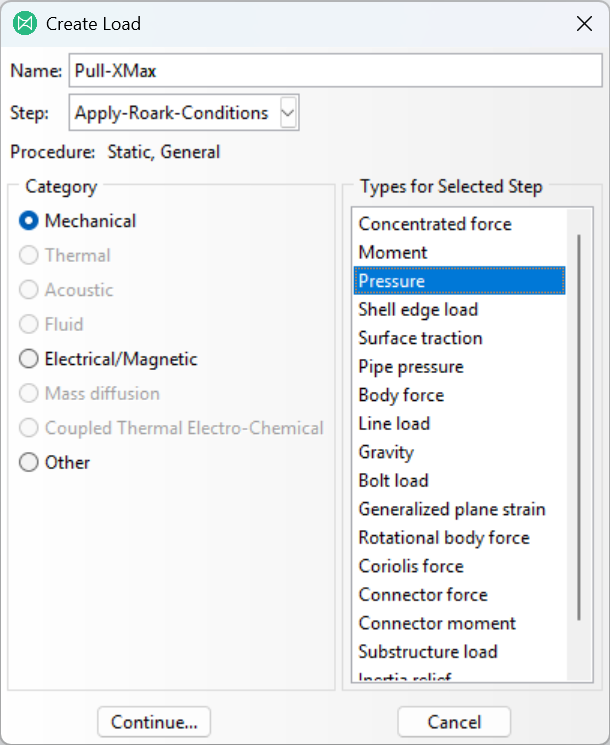 Create Load
Name: Pull-XMax
Step: Apply-Roark-Conditions
Procedure: Static, General
Category
Mechanical
Thermal
Acoustic
Fluid
Electrical/Magnetic
Mass diffusion
Coupled Thermal Electro-Chemical
Other
Types for Selected Step
Concentrated force
Moment
Pressure
Shell edge load
Surface traction
Pipe pressure
Body force
Line load
Gravity
Bolt load
Generalized plane strain
Rotational body force
Coriolis force
Connector force
Connector moment
Substructure load
Inertia relief
Continue...
Cancel